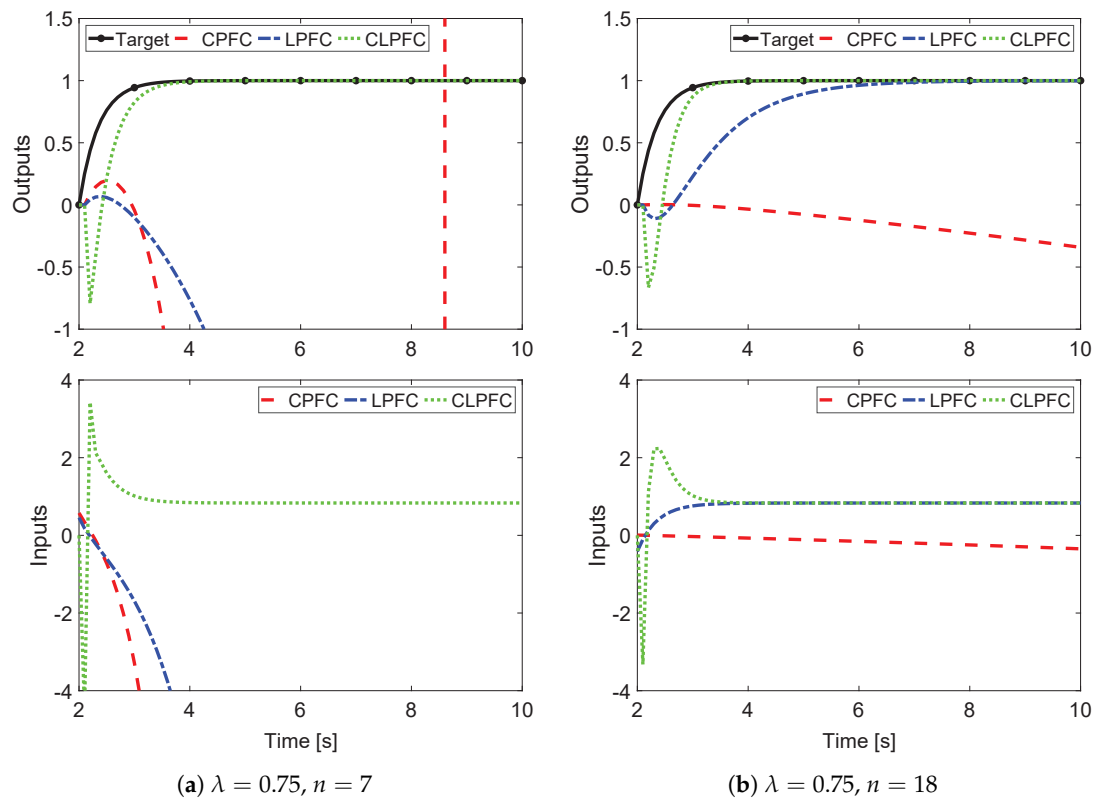 1.5
1
0.5
0
-0.5
-1
Outputs
Target CPFC LPFC CLPFC
2 4 6 8 10
1.5
1
0.5
0
-0.5
-1
Outputs
Target CPFC LPFC CLPFC
2 4 6 8 10
4
2
0
-2
-4
Inputs
CPFC LPFC CLPFC
2 4 6 8 10
Time [s]
(a) λ = 0.75, n = 7
4
2
0
-2
-4
Inputs
CPFC LPFC CLPFC
2 4 6 8 10
Time [s]
(b) λ = 0.75, n = 18